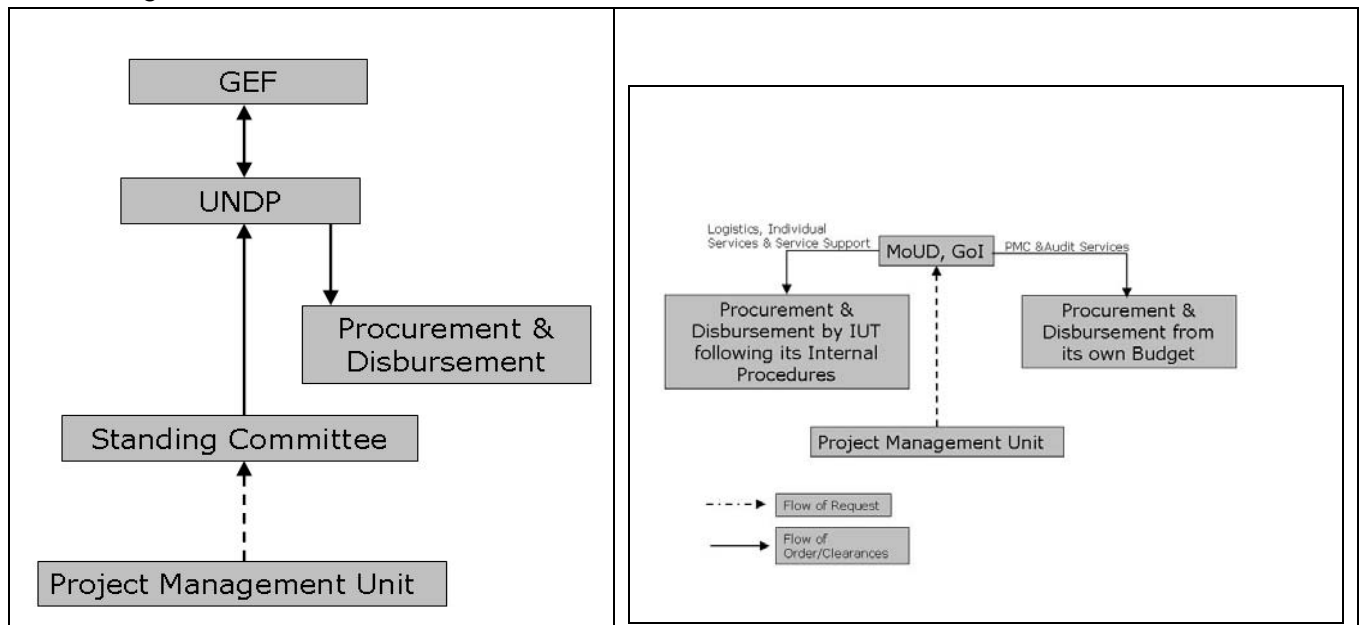 GEF
UNDP
Procurement &
Disbursement
Standing Committee
Project Management Unit
Logistics, Individual
Services & Service Support
MoUD, GoI
PMC &Audit Services
Procurement &
Disbursement by IUT
following its Internal
Procedures
Procurement &
Disbursement from
its own Budget
Project Management Unit
Flow of Request
Flow of
Order/Clearances